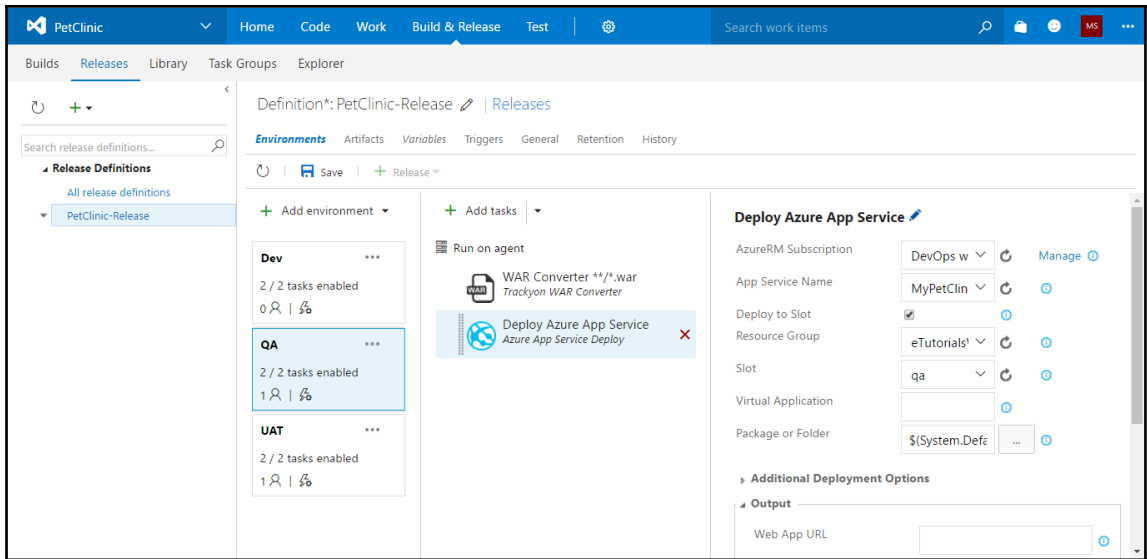 PetClinic Home Code Work Build & Release Test Search work items MS
Builds Releases Library Task Groups Explorer
Definition*: PetClinic-Release | Releases
Search release definitions...
Environments Artifacts Variables Triggers General Retention History
Release Definitions
Save Release
All release definitions
PetClinic-Release
Add environment
Add tasks
Deploy Azure App Service
Run on agent
AzureRM Subscription DevOps w Manage
Dev
2 / 2 tasks enabled
0
WAR Converter **/*.war
WAR
Trackyon WAR Converter
App Service Name MyPetClin
Deploy to Slot
Deploy Azure App Service
Azure App Service Deploy
Resource Group eTutorials
QA
2 / 2 tasks enabled
1
Slot qa
Virtual Application
UAT
2 / 2 tasks enabled
1
Package or Folder $(System.Defa ...
Additional Deployment Options
Output
Web App URL